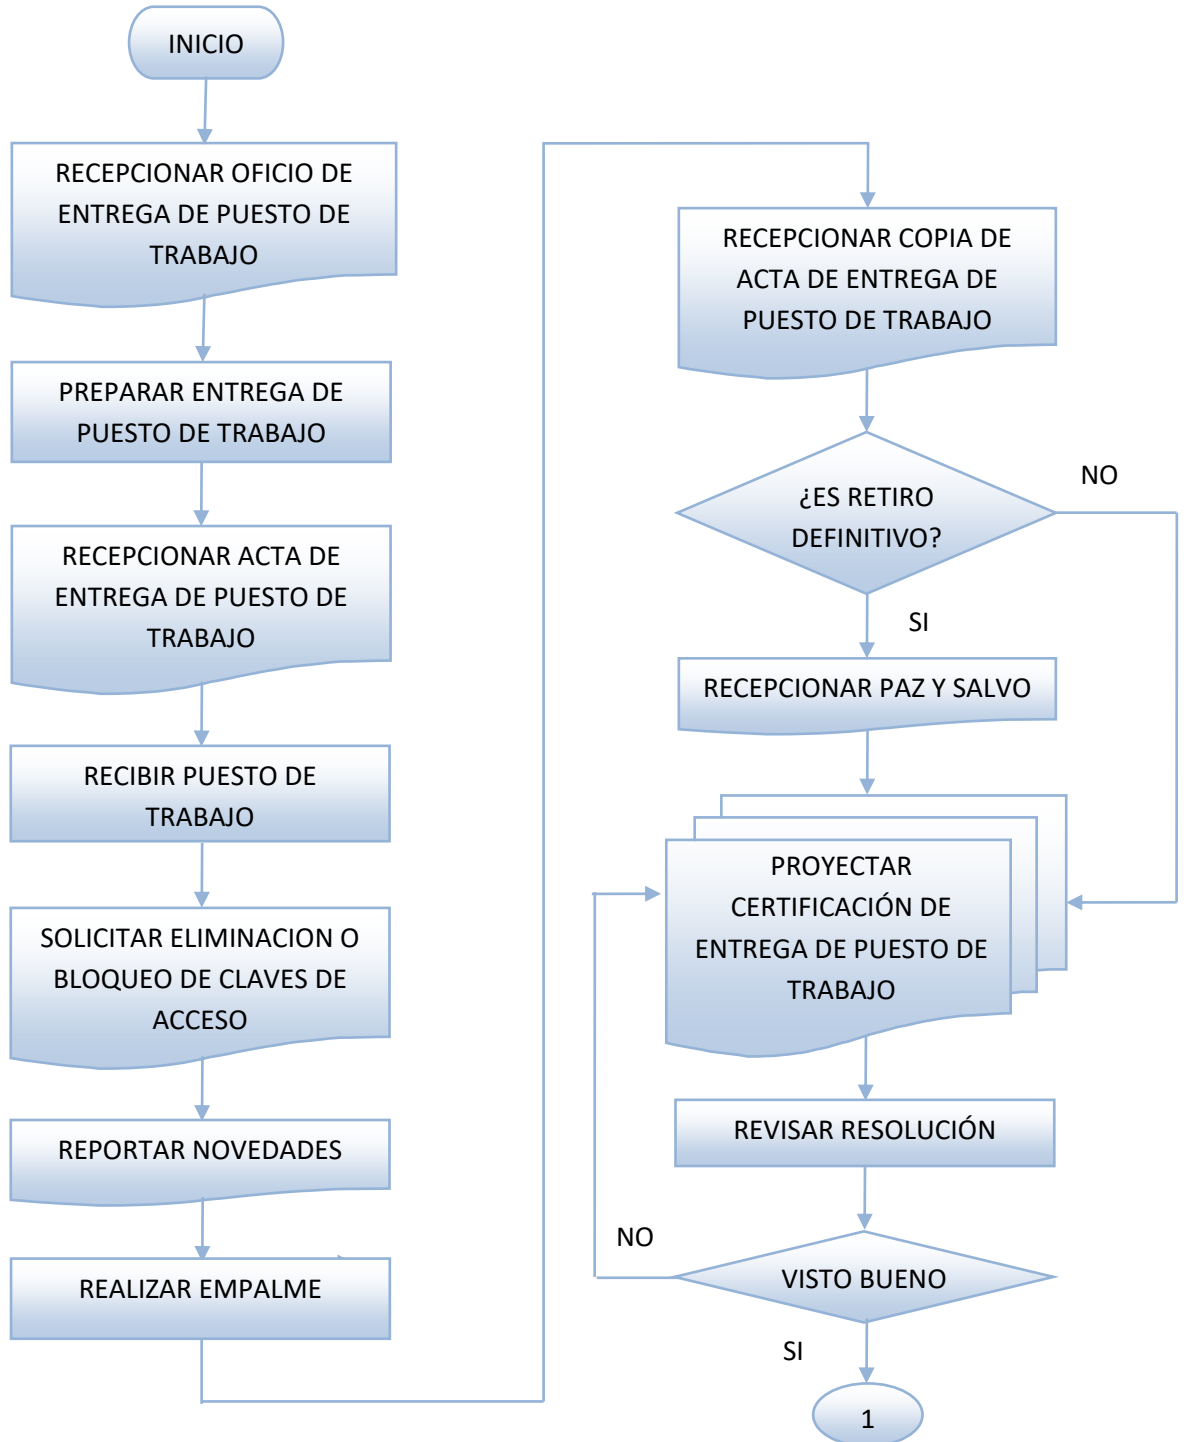 INICIO
RECEPCIONAR OFICIO DE
ENTREGA DE PUESTO DE
TRABAJO
PREPARAR ENTREGA DE
PUESTO DE TRABAJO
RECEPCIONAR ACTA DE
ENTREGA DE PUESTO DE
TRABAJO
RECIBIR PUESTO DE
TRABAJO
SOLICITAR ELIMINACION O
BLOQUEO DE CLAVES DE
ACCESO
REPORTAR NOVEDADES
REALIZAR EMPALME
RECEPCIONAR COPIA DE
ACTA DE ENTREGA DE
PUESTO DE TRABAJO
¿ES RETIRO
DEFINITIVO?
NO
SI
RECEPCIONAR PAZ Y SALVO
PROYECTAR
CERTIFICACIÓN DE
ENTREGA DE PUESTO DE
TRABAJO
REVISAR RESOLUCIÓN
NO
VISTO BUENO
SI
1